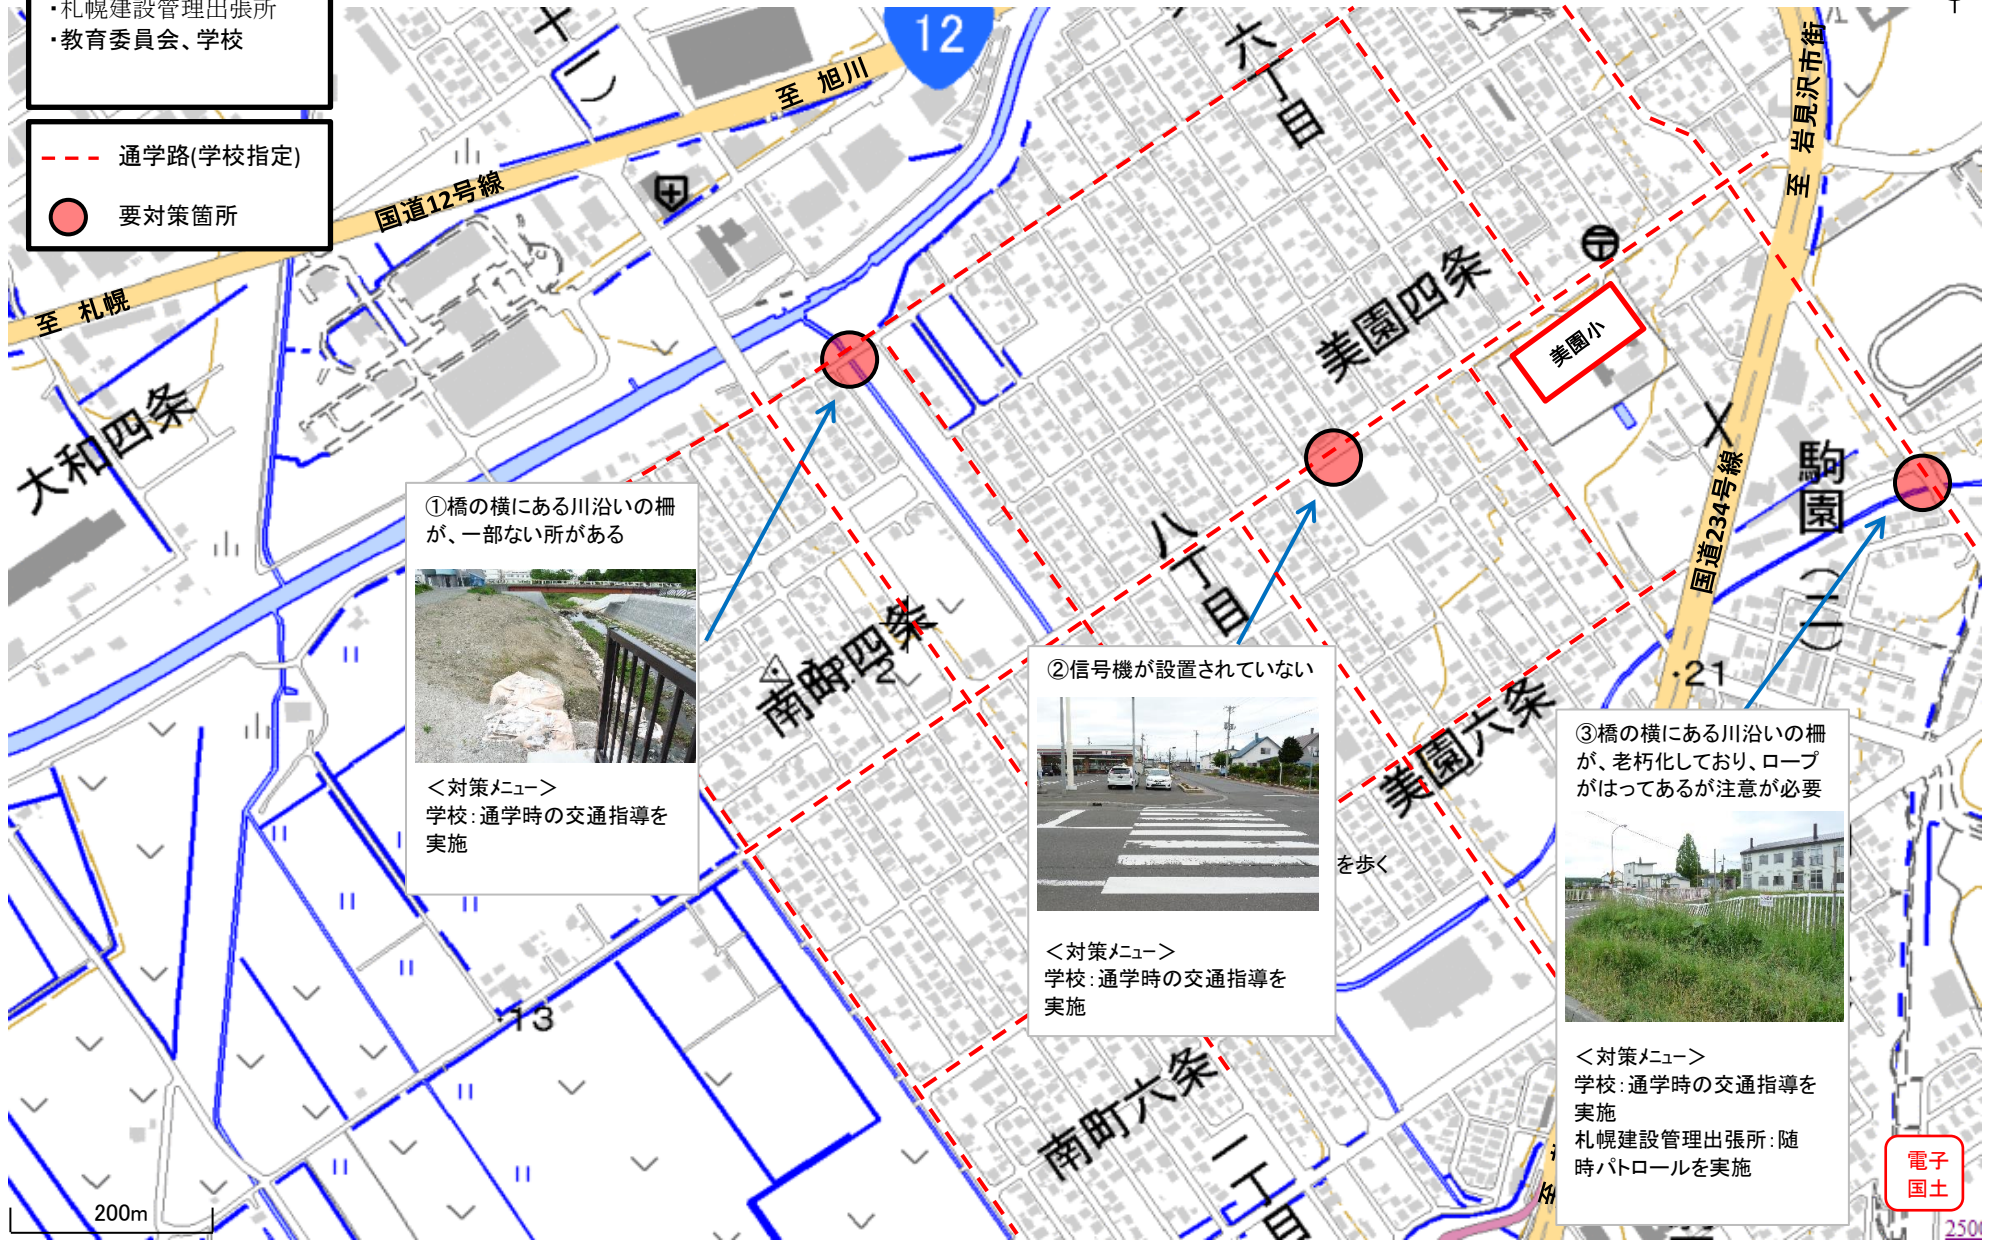 ・札幌建設管理出張所
・教育委員会、学校
通学路(学校指定)
要対策箇所
12
至 旭川
国道12号線
至 札幌
至 岩見沢市街
六丁目
美園四条
美園小
大和四条
駒園
(二)
国道234号線
八丁目
南町四条
美園六条
・21
・13
南町六条
一丁目
①橋の横にある川沿いの柵
が、一部ない所がある
<対策メニュー>
学校:通学時の交通指導を
実施
②信号機が設置されていない
<対策メニュー>
学校:通学時の交通指導を
実施
を歩く
③橋の横にある川沿いの柵
が、老朽化しており、ロープ
がはってあるが注意が必要
<対策メニュー>
学校:通学時の交通指導を
実施
札幌建設管理出張所:随
時パトロールを実施
至
電子
国土
200m